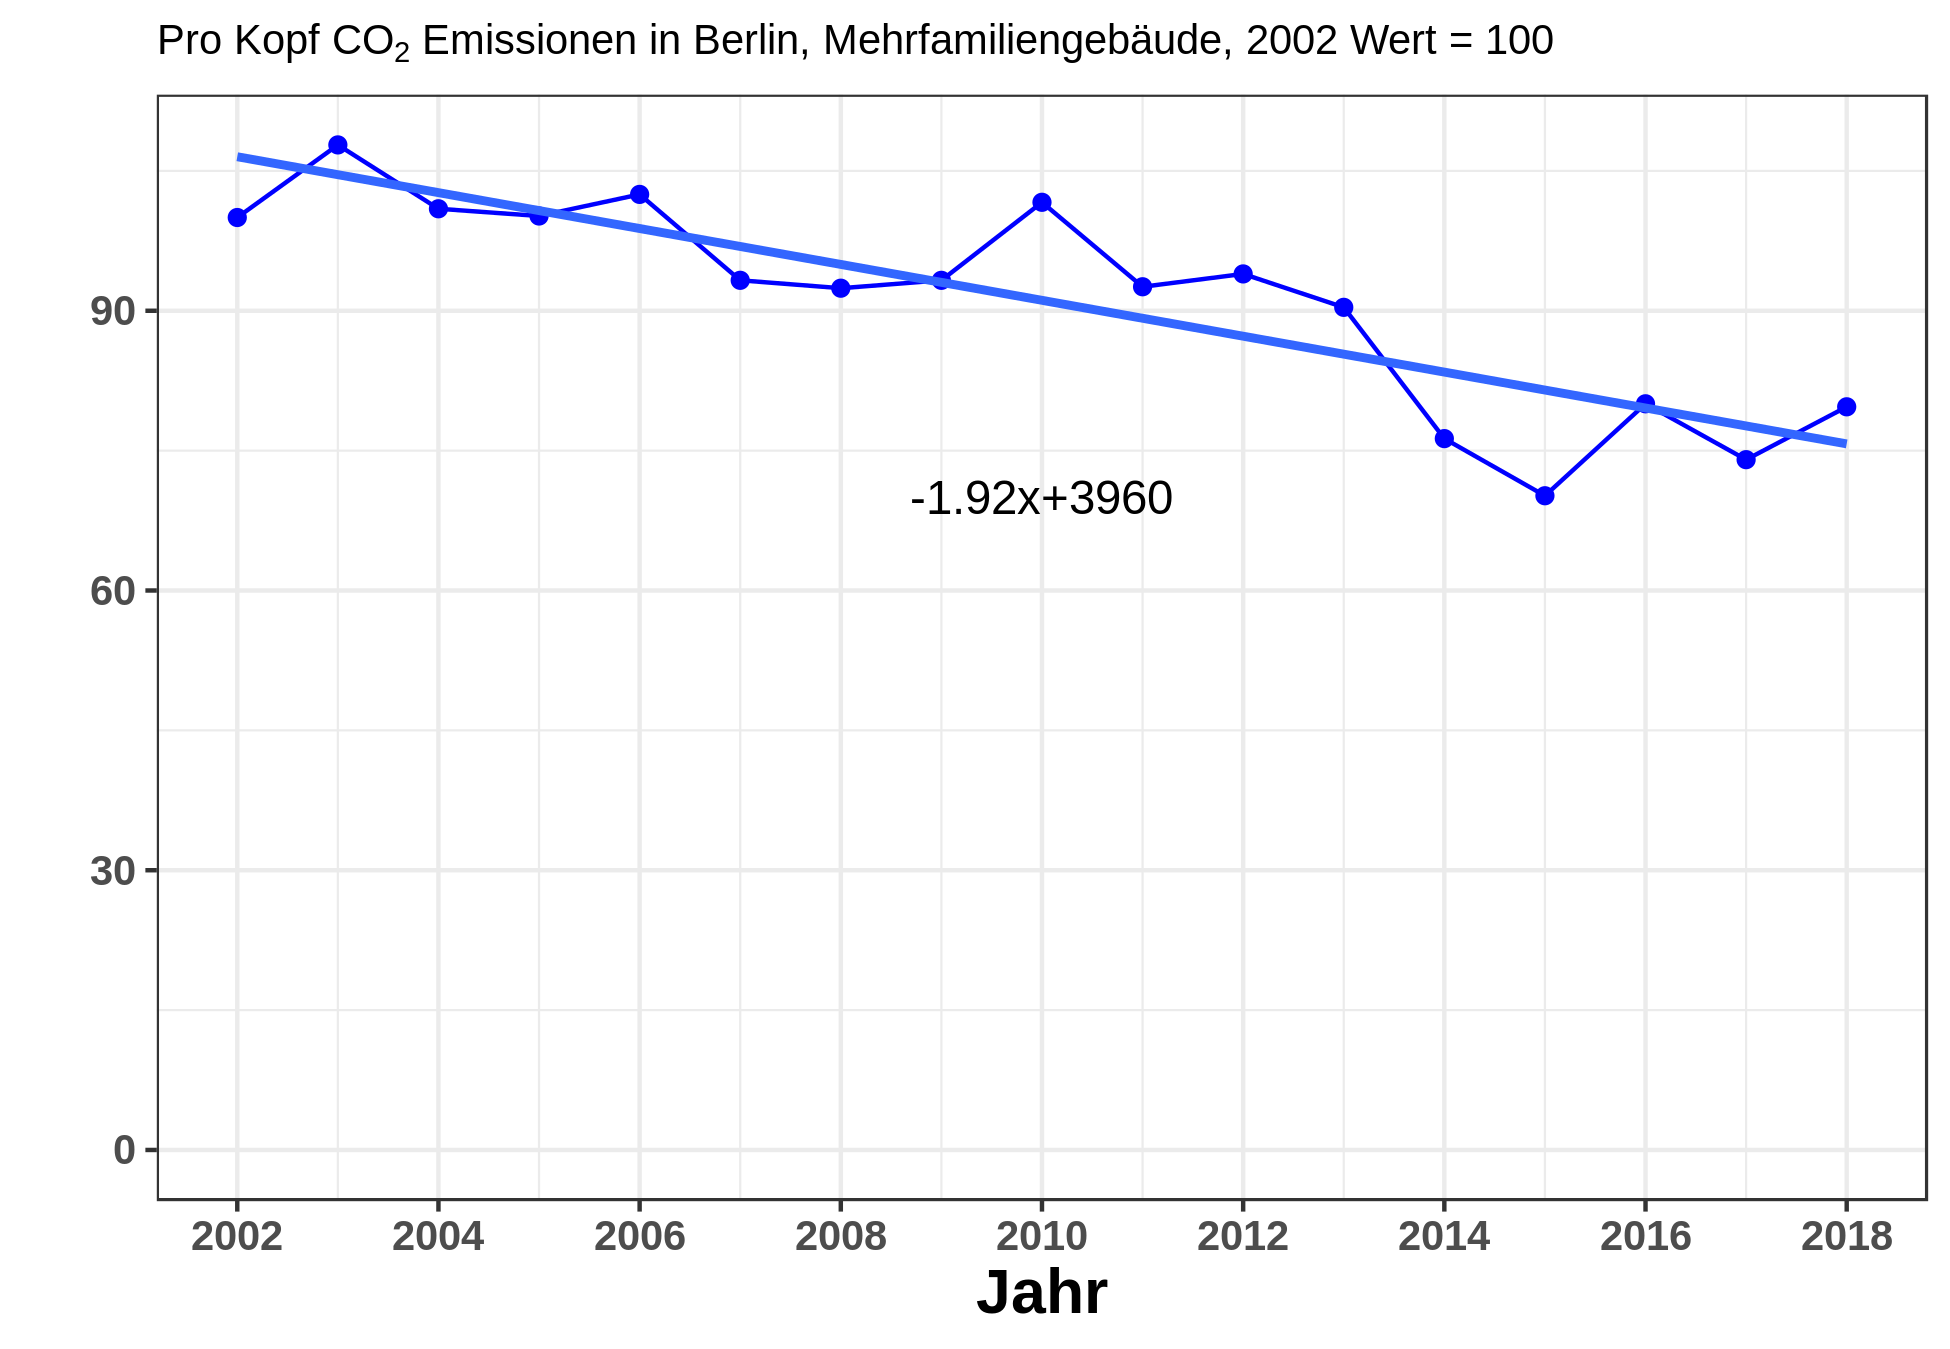 Pro Kopf CO₂ Emissionen in Berlin, Mehrfamiliengebäude, 2002 Wert = 100
90
-1.92x+3960
60
30
0
2002 2004 2006 2008 2010 2012 2014 2016 2018
Jahr